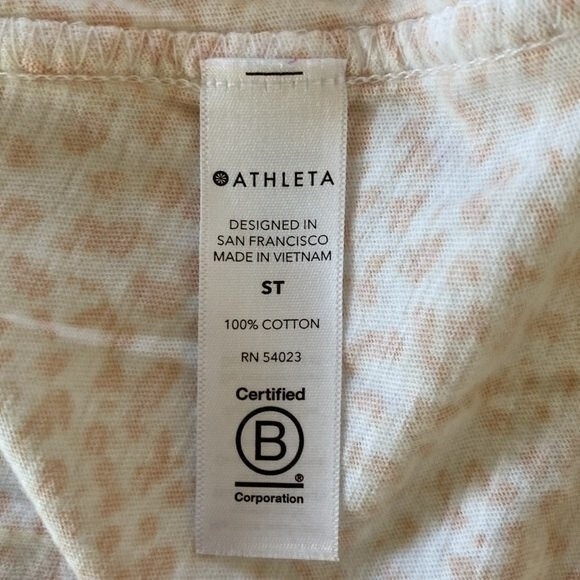 ATHLETA
DESIGNED IN
SAN FRANCISCO
MADE IN VIETNAM
ST
100% COTTON
RN 54023
Certified
B
®
Corporation